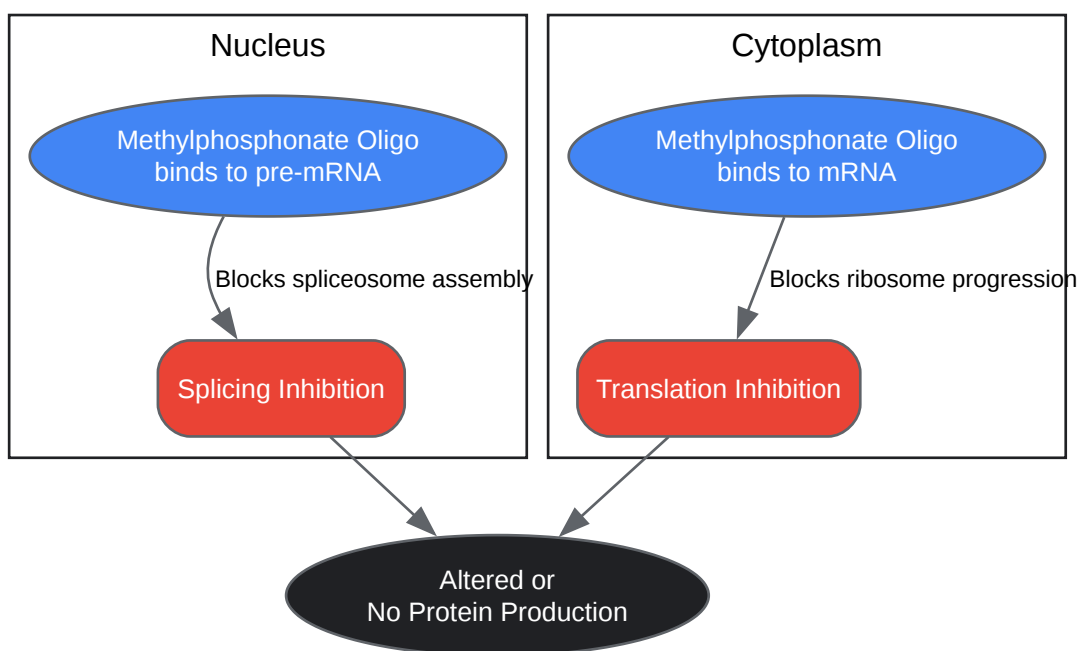 Nucleus
Methylphosphonate Oligo
binds to pre-mRNA
Blocks spliceosome assembly
Splicing Inhibition
Cytoplasm
Methylphosphonate Oligo
binds to mRNA
Blocks ribosome progression
Translation Inhibition
Altered or
No Protein Production